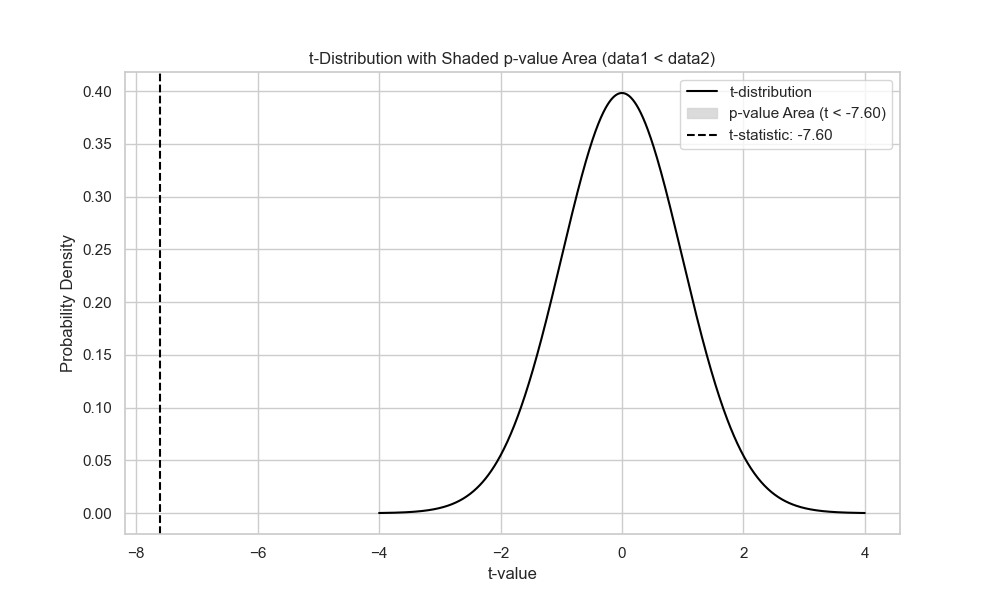 t-Distribution with Shaded p-value Area (data1 < data2)
t-distribution
p-value Area (t < -7.60)
t-statistic: -7.60
Probability Density
0.40
0.35
0.30
0.25
0.20
0.15
0.10
0.05
0.00
−8 −6 −4 −2 0 2 4
t-value